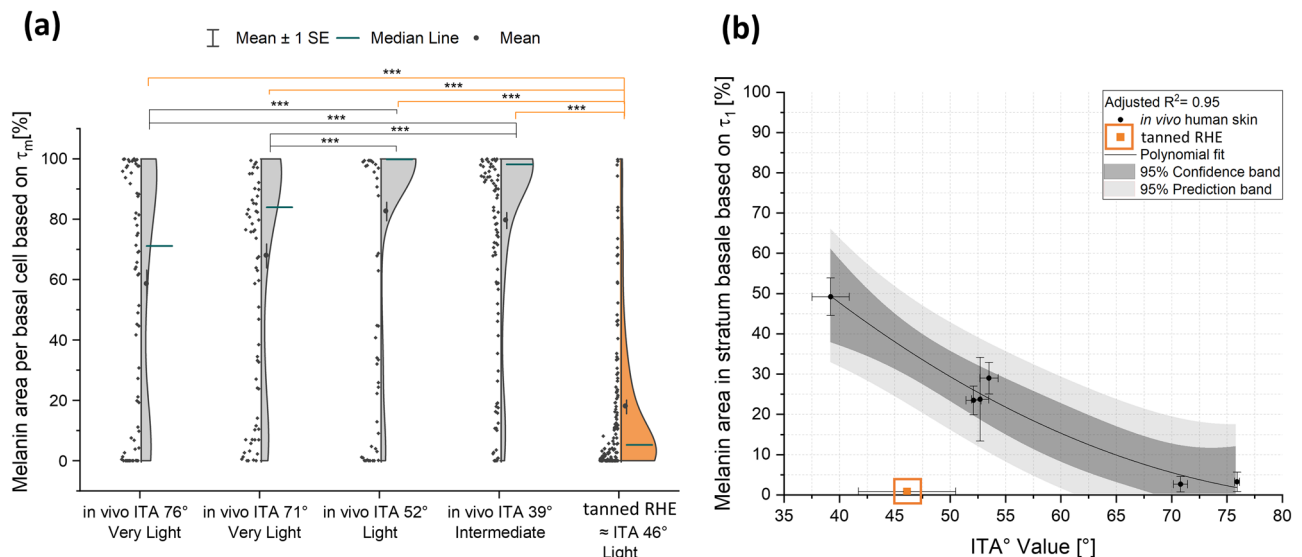 (a)
Mean ± 1 SE
Median Line
Mean
***
***
***
***
***
***
***
***
Melanin area per basal cell based on τm[%]
100
80
60
40
20
0
in vivo ITA 76°
Very Light
in vivo ITA 71°
Very Light
in vivo ITA 52°
Light
in vivo ITA 39°
Intermediate
tanned RHE
≈ ITA 46°
Light
(b)
Melanin area in stratum basale based on τ1 [%]
100
90
80
70
60
50
40
30
20
10
0
Adjusted R²= 0.95
in vivo human skin
tanned RHE
Polynomial fit
95% Confidence band
95% Prediction band
35
40
45
50
55
60
65
70
75
80
ITA° Value [°]